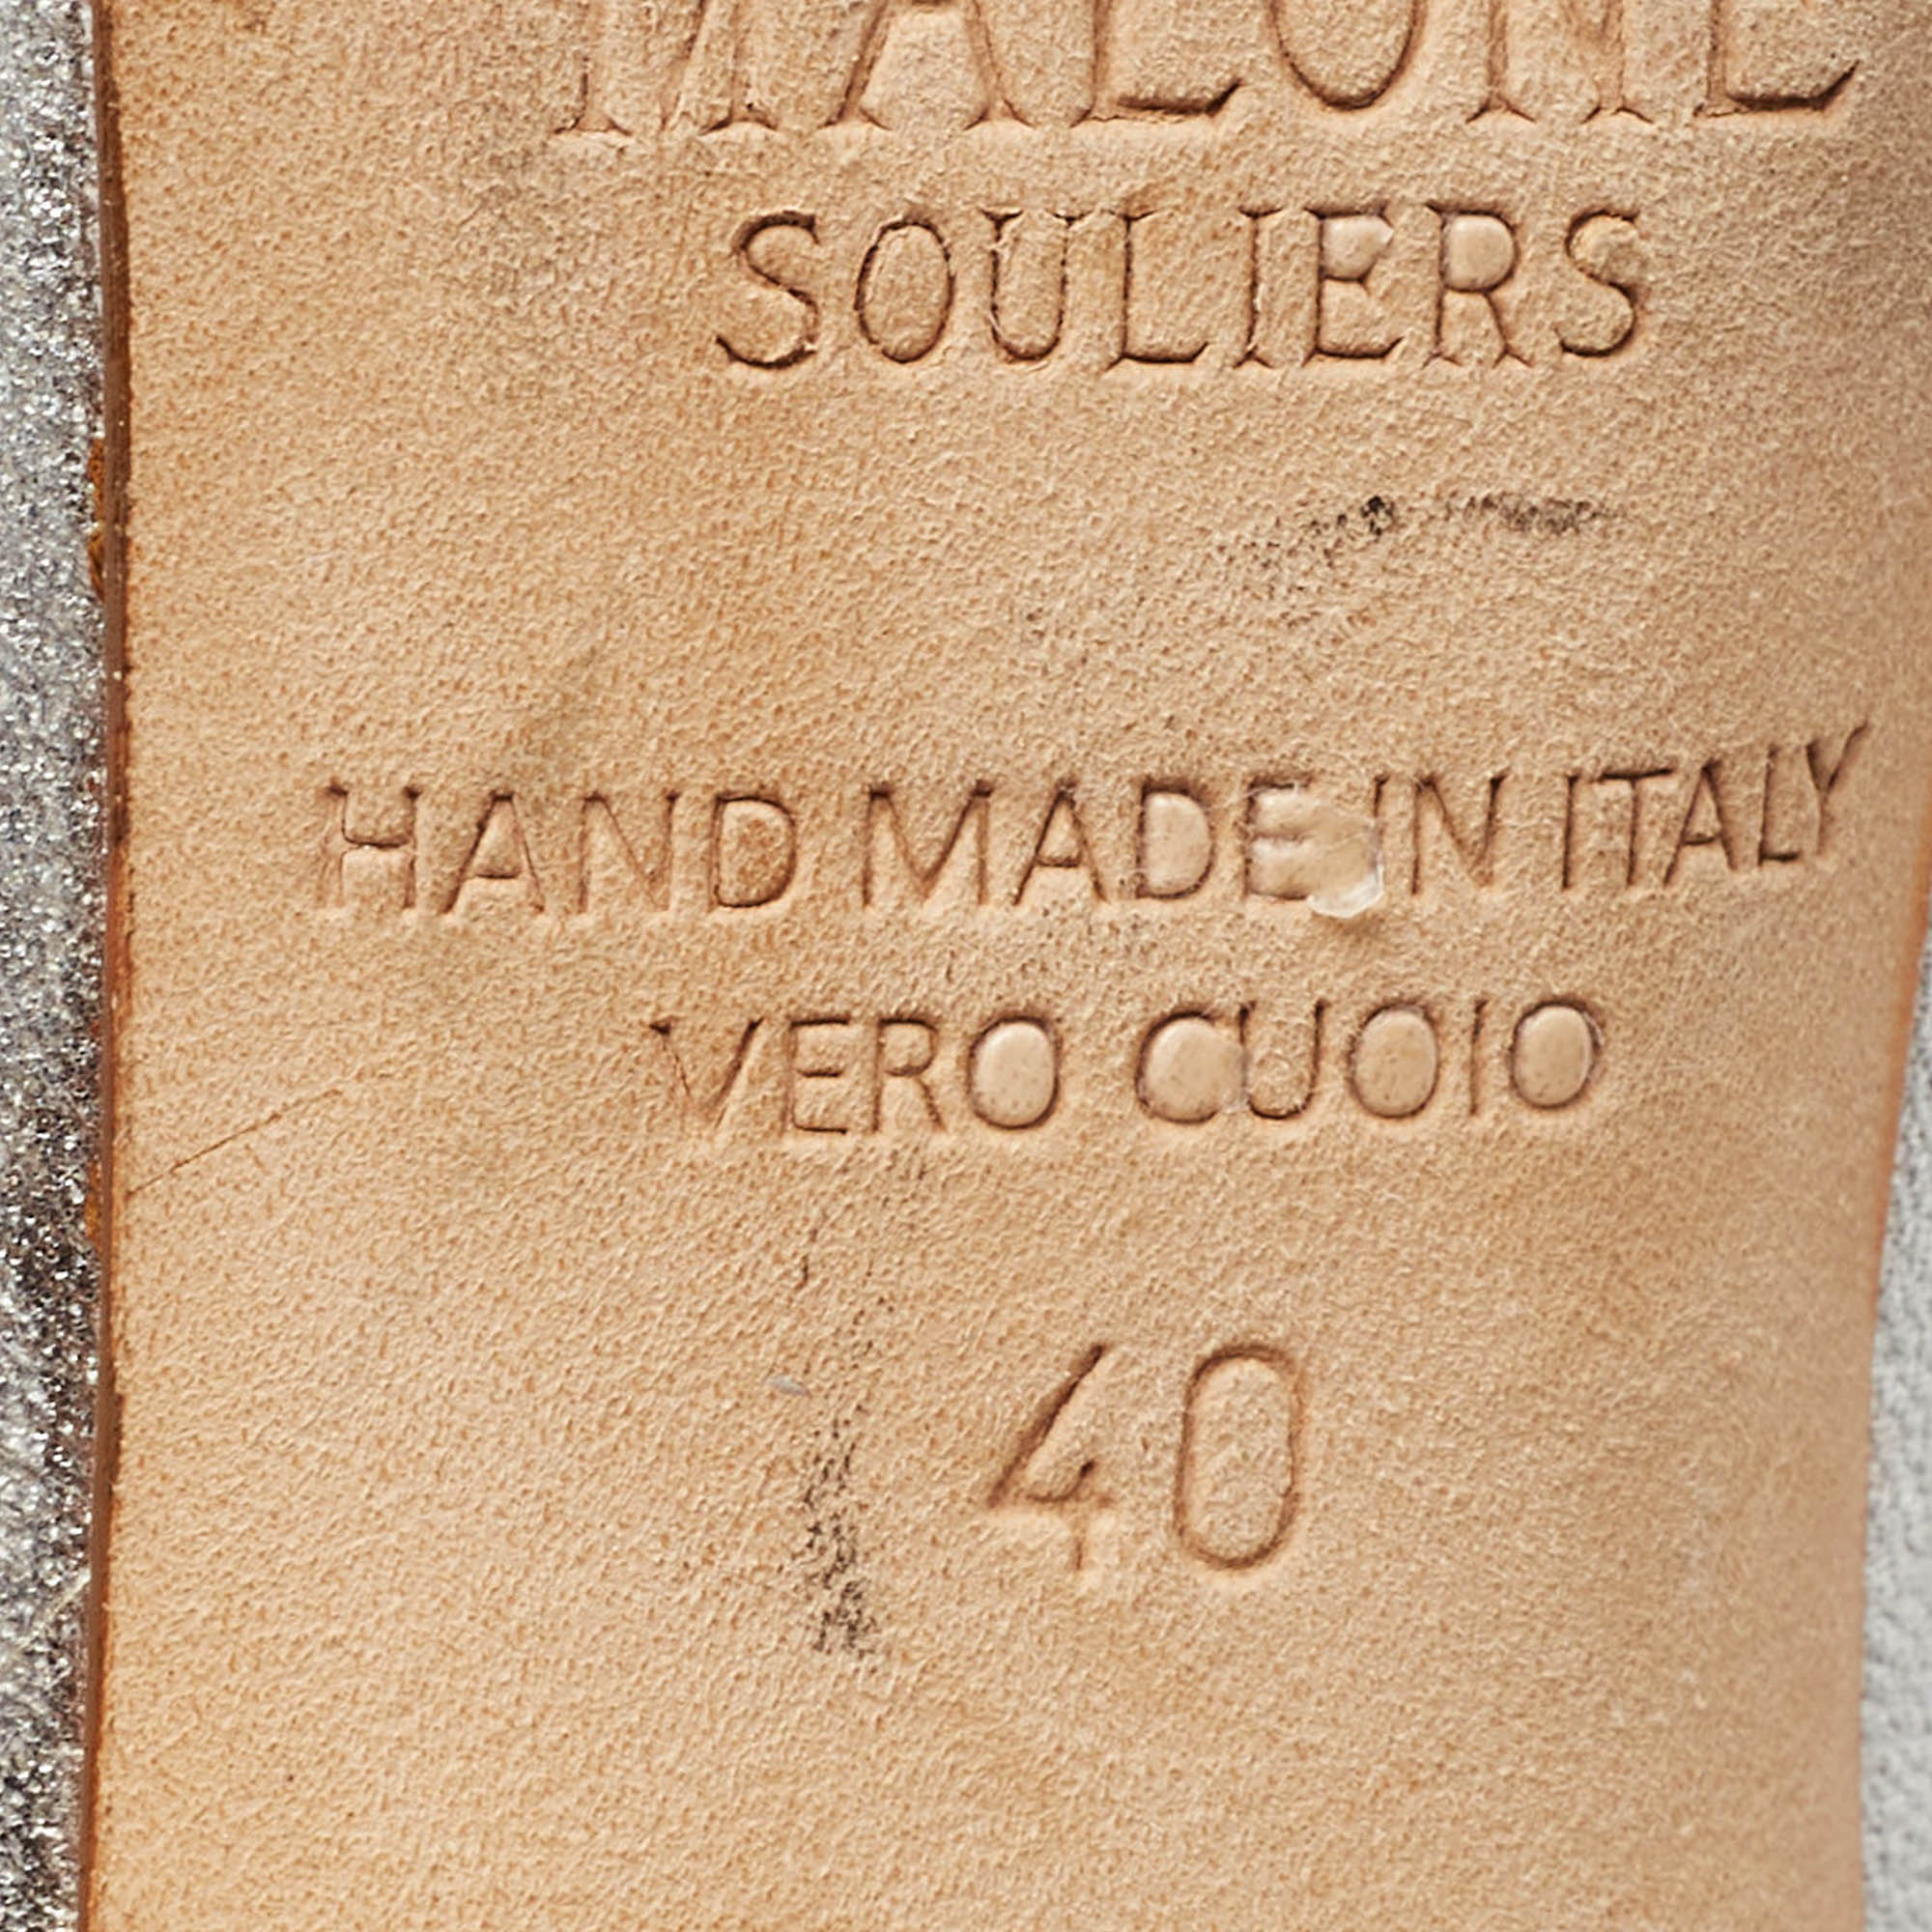 MALONE
SOULIERS
HAND MADE IN ITALY
VERO CUOIO
40